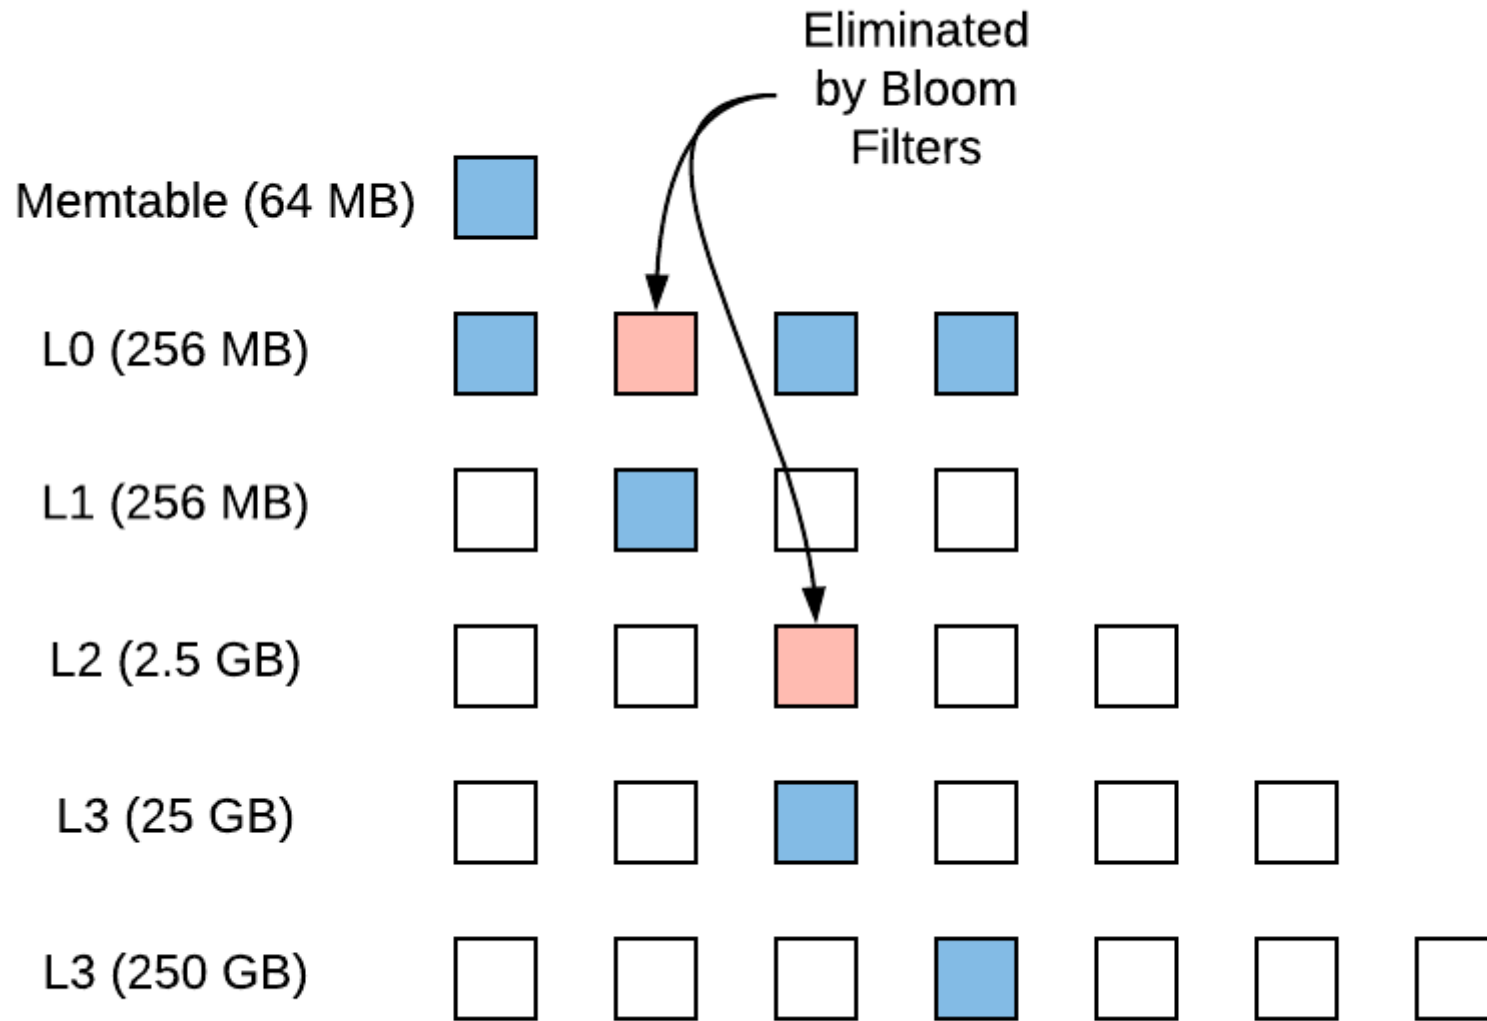 Eliminated
by Bloom
Filters
Memtable (64 MB)
L0 (256 MB)
L1 (256 MB)
L2 (2.5 GB)
L3 (25 GB)
L3 (250 GB)